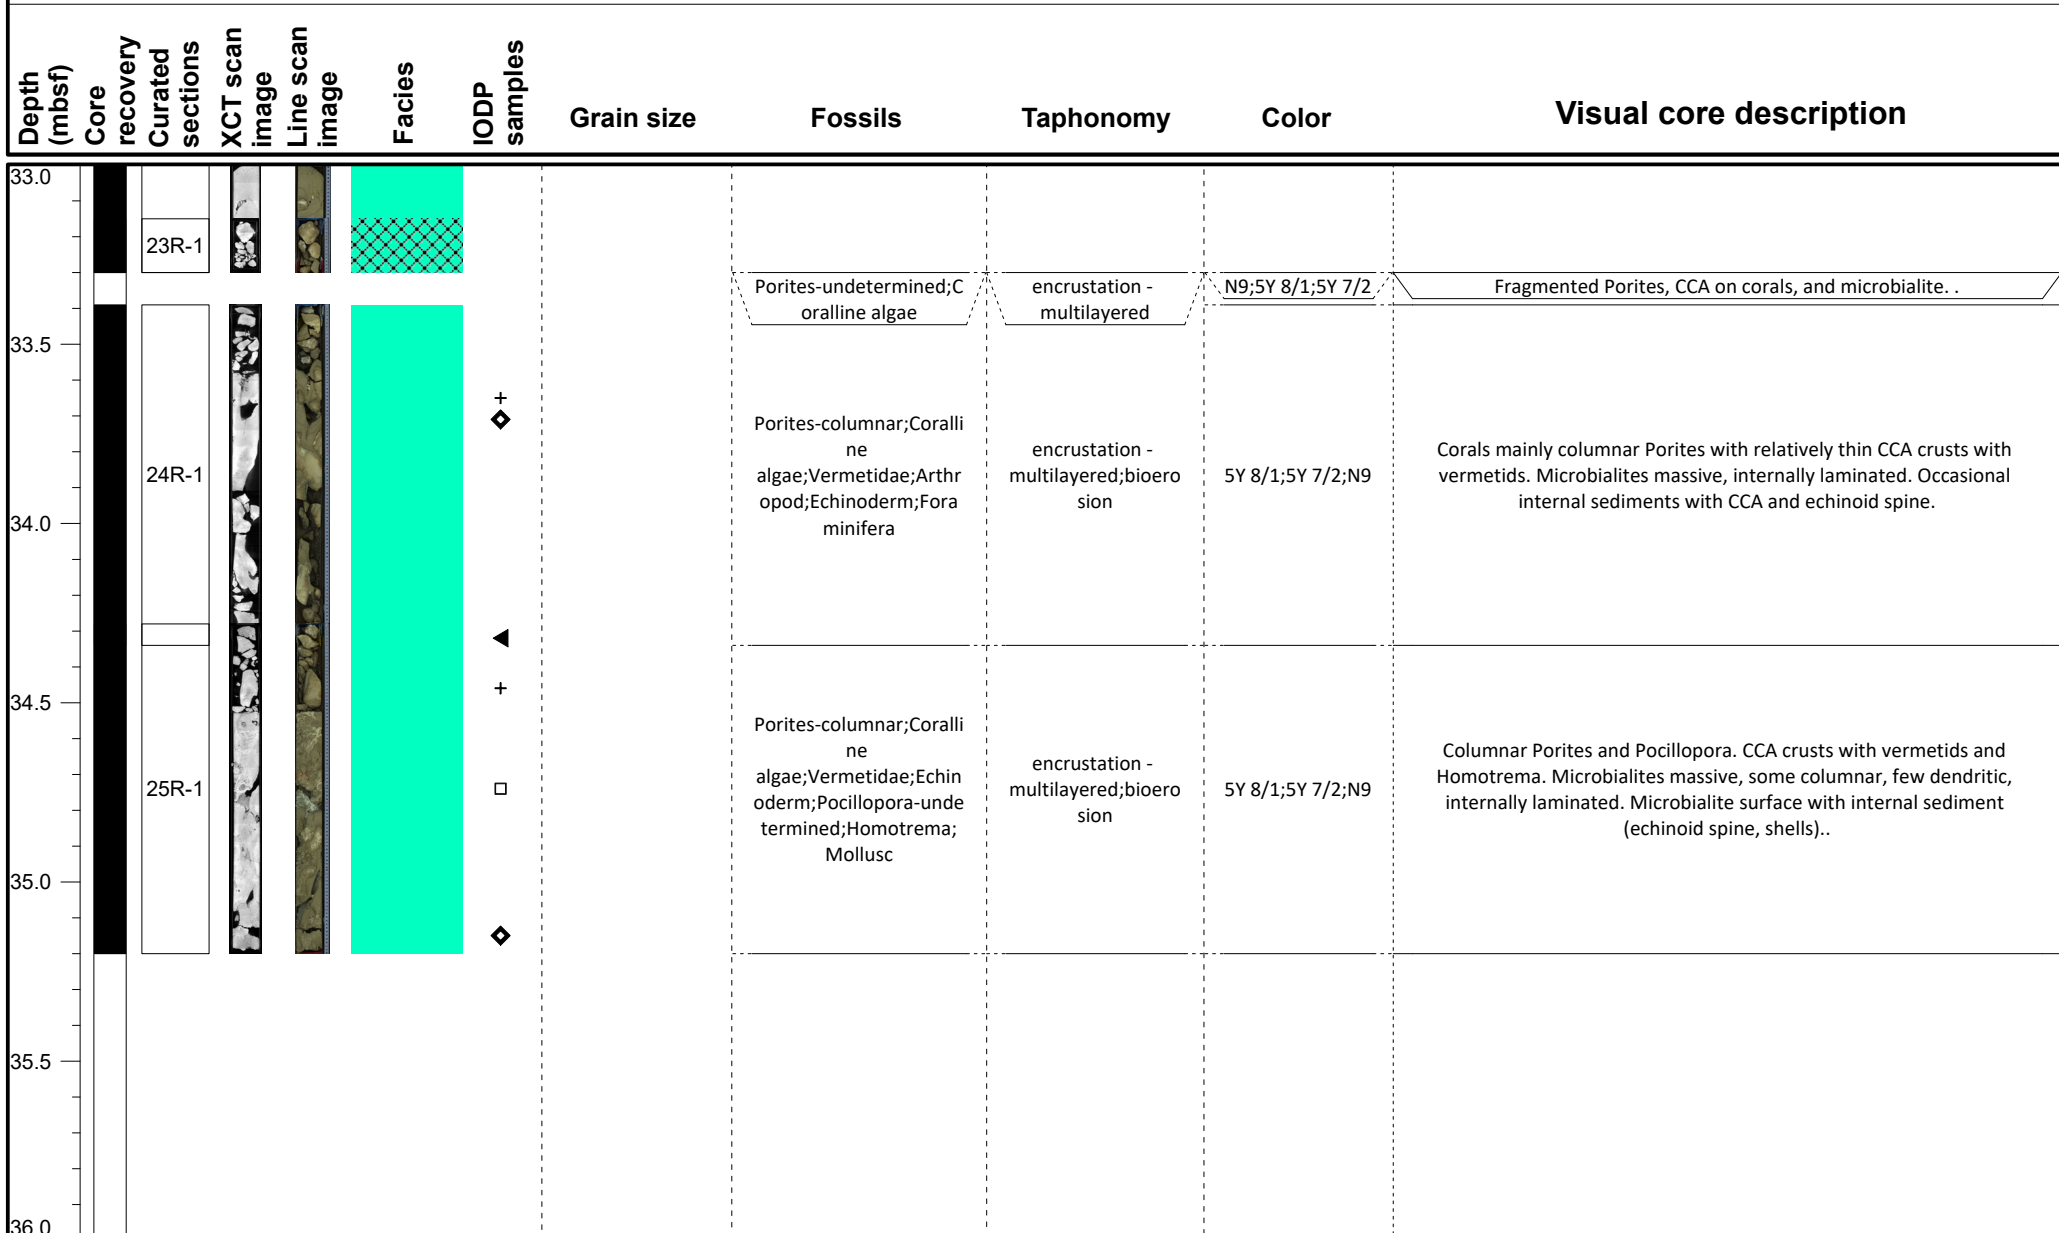 Depth
(mbsf)
Core
recovery
Curated
sections
XCT scan
image
Line scan
image
Facies
IODP
samples
Grain size
Fossils
Taphonomy
Color
Visual core description
33.0
23R-1
Porites-undetermined;C
oralline algae
encrustation -
multilayered
N9;5Y 8/1;5Y 7/2
Fragmented Porites, CCA on corals, and microbialite. .
33.5
24R-1
Porites-columnar;Coralli
ne
algae;Vermetidae;Arthr
opod;Echinoderm;Fora
minifera
encrustation -
multilayered;bioero
sion
5Y 8/1;5Y 7/2;N9
Corals mainly columnar Porites with relatively thin CCA crusts with
vermetids. Microbialites massive, internally laminated. Occasional
internal sediments with CCA and echinoid spine.
34.0
34.5
25R-1
Porites-columnar;Coralli
ne
algae;Vermetidae;Echin
oderm;Pocillopora-unde
termined;Homotrema;
Mollusc
encrustation -
multilayered;bioero
sion
5Y 8/1;5Y 7/2;N9
Columnar Porites and Pocillopora. CCA crusts with vermetids and
Homotrema. Microbialites massive, some columnar, few dendritic,
internally laminated. Microbialite surface with internal sediment
(echinoid spine, shells)..
35.0
35.5
36.0